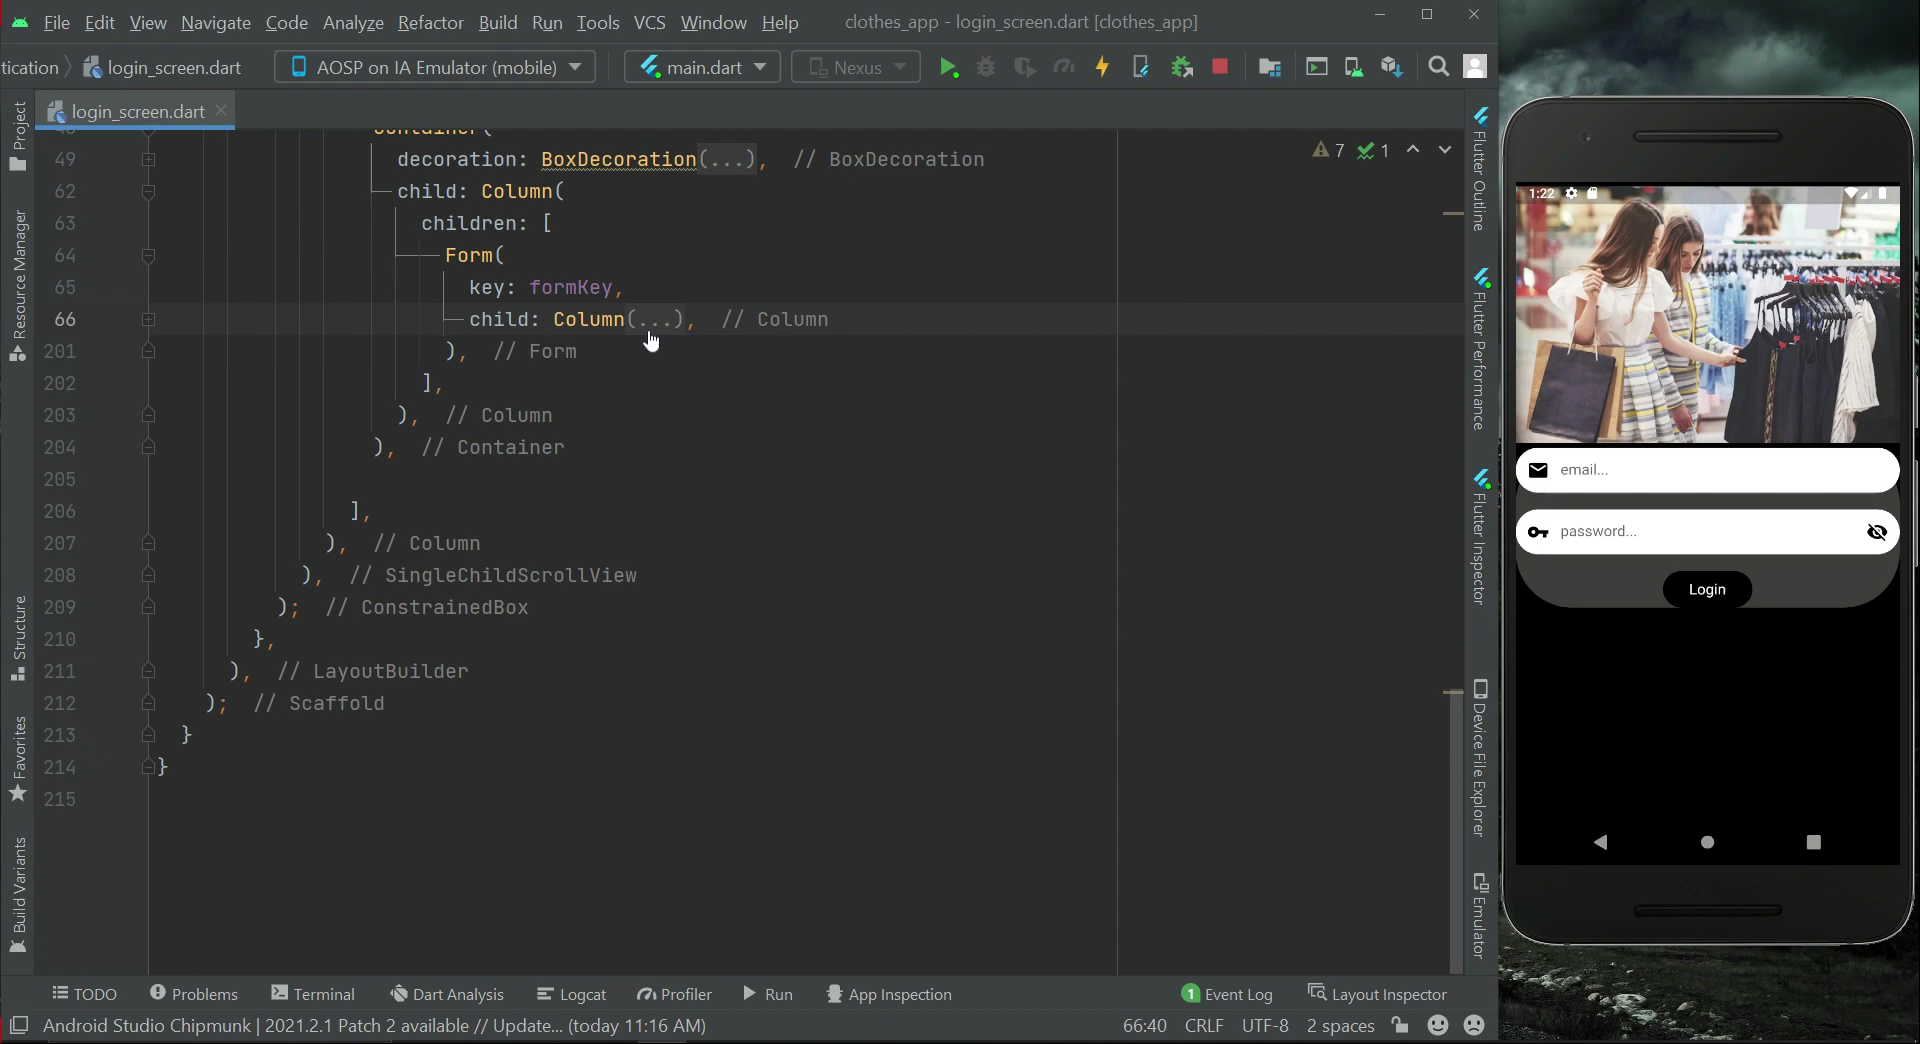 File Edit View Navigate Code Analyze Refactor Build Run Tools VCS Window Help clothes_app - login_screen.dart [clothes_app]
tication login_screen.dart AOSP on IA Emulator (mobile) main.dart Nexus
login_screen.dart
49 decoration: BoxDecoration(...), // BoxDecoration
62 child: Column(
63 children: [
64 Form(
65 key: formKey,
66 child: Column(...), // Column
201 ), // Form
202 ],
203 ), // Column
204 ), // Container
205
206 ],
207 ), // Column
208 ), // SingleChildScrollView
209 ); // ConstrainedBox
210 },
211 ), // LayoutBuilder
212 ); // Scaffold
213 }
214 }
215
7 1
Project
Resource Manager
Structure
Favorites
Build Variants
Flutter Outline
Flutter Performance
Flutter Inspector
Device File Explorer
Emulator
1:22
email...
password...
Login
TODO Problems Terminal Dart Analysis Logcat Profiler Run App Inspection 1 Event Log Layout Inspector
Android Studio Chipmunk | 2021.2.1 Patch 2 available // Update... (today 11:16 AM) 66:40 CRLF UTF-8 2 spaces